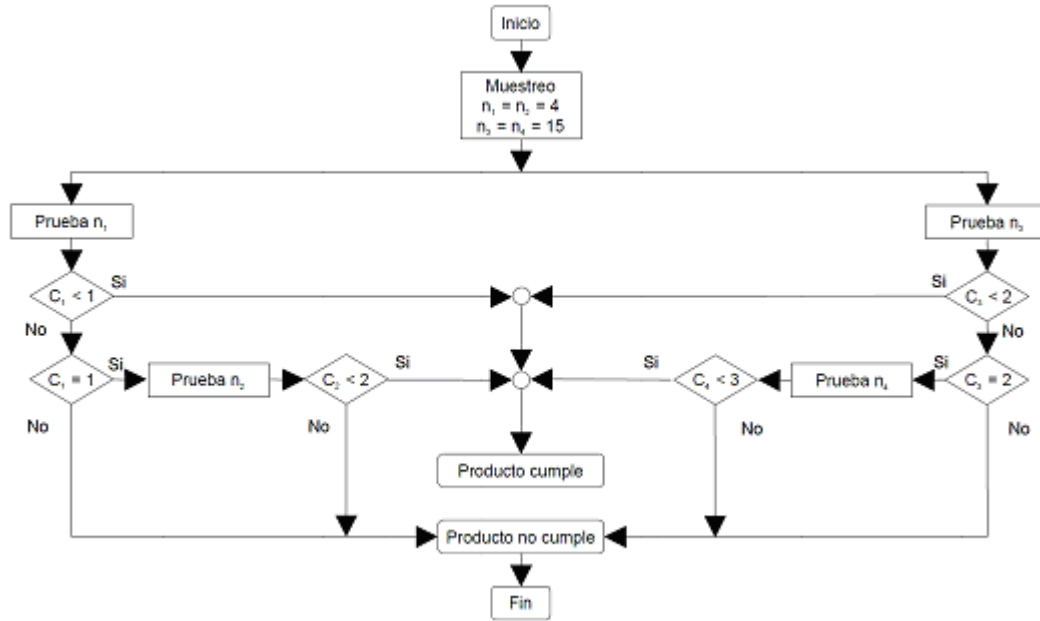 Inicio
Muestreo
n₁ = n₂ = 4
n₃ = n₄ = 15
Prueba n₁
Prueba n₃
C₁ < 1
Si
Si
C₃ < 2
No
No
C₁ = 1
Si
Prueba n₂
C₂ < 2
Si
Si
C₄ < 3
Prueba n₄
Si
C₃ = 2
No
No
No
No
Producto cumple
Producto no cumple
Fin